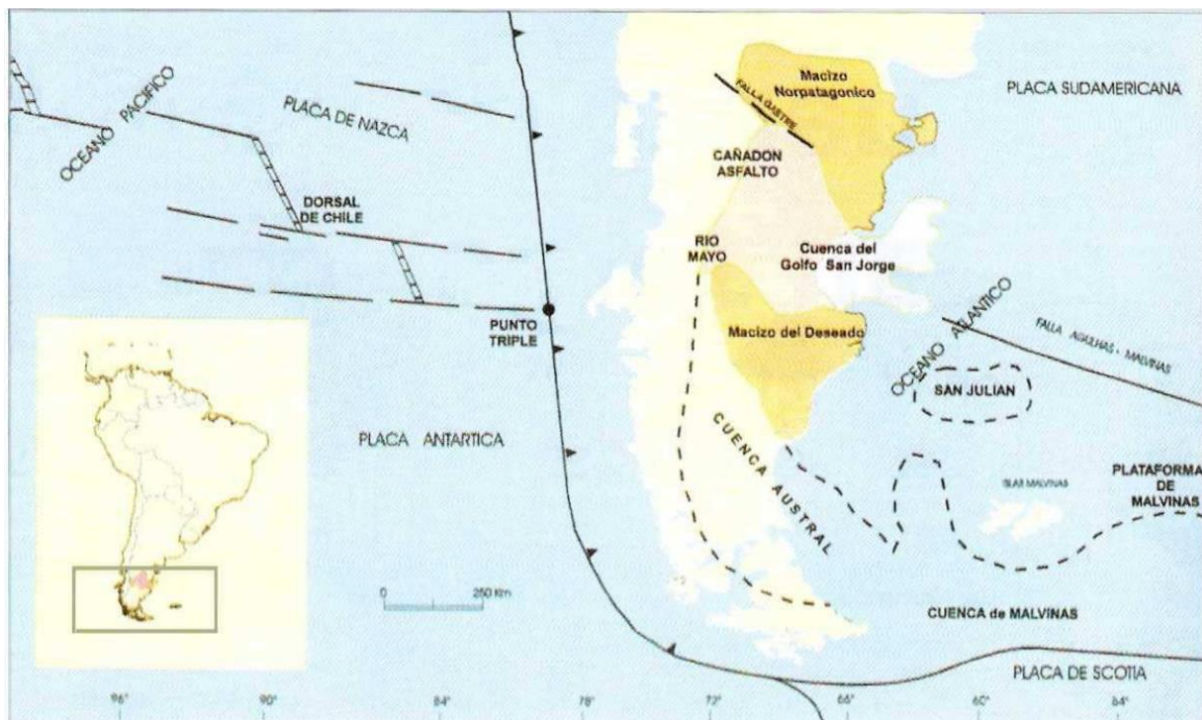 OCEANO PACIFICO
PLACA DE NAZCA
DORSAL
DE CHILE
PUNTO
TRIPLE
PLACA ANTARTICA
Macizo
Norpatagonico
FALLA GASTRE
CAÑADON
ASFALTO
RIO
MAYO
Cuenca del
Golfo San Jorge
Macizo del Deseado
PLACA SUDAMERICANA
OCEANO ATLANTICO
FALLA AGULHAS - MALVINAS
SAN JULIAN
CUENCA AUSTRAL
ISLAS MALVINAS
PLATAFORMA
DE
MALVINAS
CUENCA de MALVINAS
PLACA DE SCOTIA
0 250 Km
96° 90° 84° 78° 72° 66° 60° 54°